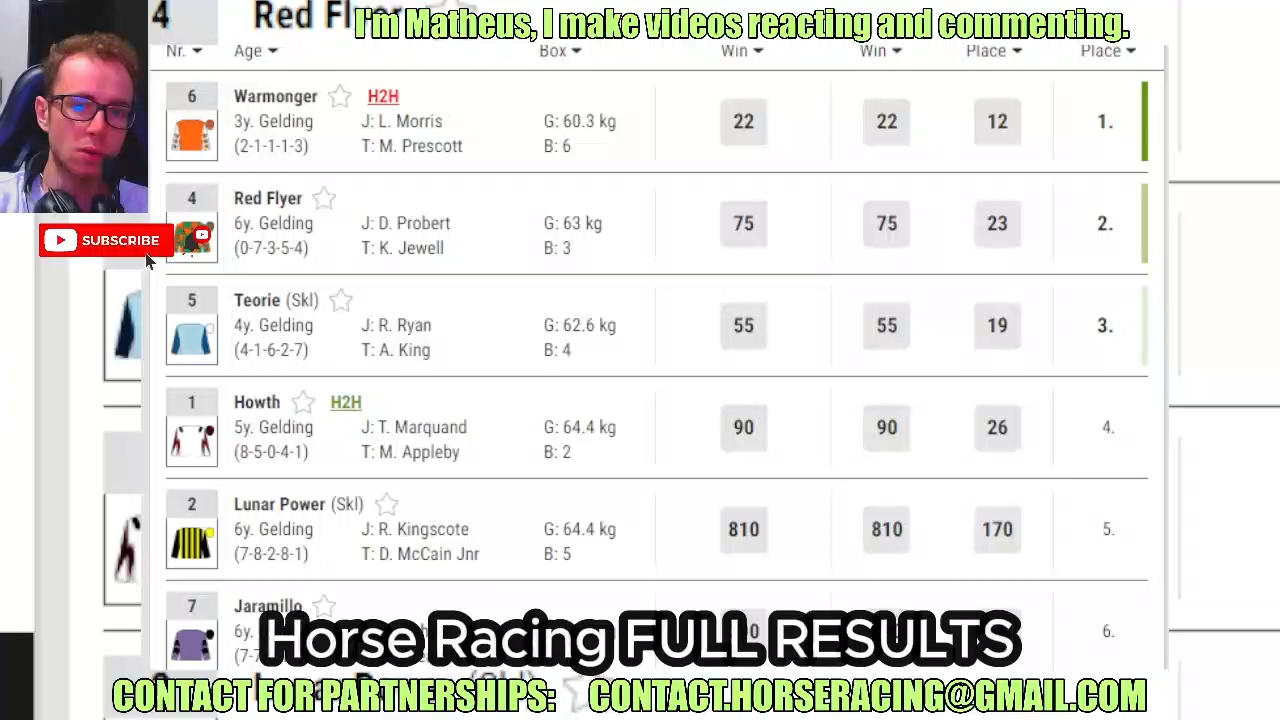 I'm Matheus, I make videos reacting and commenting.
4 Red Flyer
Nr. Age Box Win Win Place Place
6 Warmonger H2H
3y. Gelding J: L. Morris G: 60.3 kg 22 22 12 1.
(2-1-1-1-3) T: M. Prescott B: 6
4 Red Flyer
6y. Gelding J: D. Probert G: 63 kg 75 75 23 2.
(0-7-3-5-4) T: K. Jewell B: 3
SUBSCRIBE
5 Teorie (Skl)
4y. Gelding J: R. Ryan G: 62.6 kg 55 55 19 3.
(4-1-6-2-7) T: A. King B: 4
1 Howth H2H
5y. Gelding J: T. Marquand G: 64.4 kg 90 90 26 4.
(8-5-0-4-1) T: M. Appleby B: 2
2 Lunar Power (Skl)
6y. Gelding J: R. Kingscote G: 64.4 kg 810 810 170 5.
(7-8-2-8-1) T: D. McCain Jnr B: 5
7 Jaramillo
6y. 6.
Horse Racing FULL RESULTS
CONTACT FOR PARTNERSHIPS: CONTACT.HORSERACING@GMAIL.COM